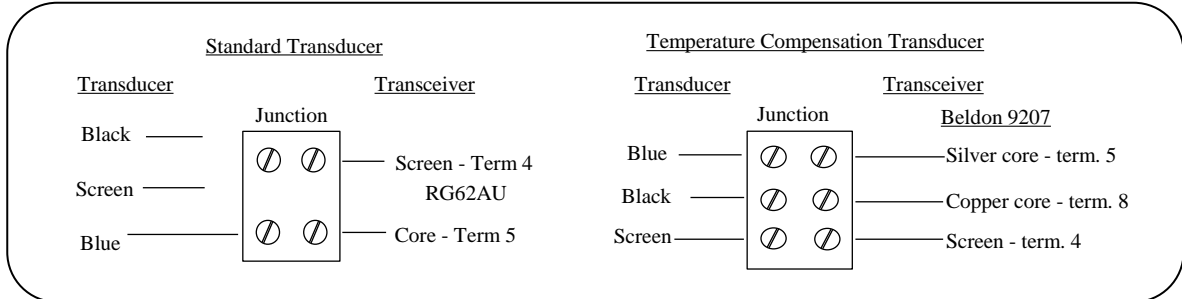 Standard Transducer
Transducer
Transceiver
Junction
Black
Screen - Term 4
RG62AU
Screen
Blue
Core - Term 5
Temperature Compensation Transducer
Transducer
Transceiver
Junction
Beldon 9207
Blue
Silver core - term. 5
Black
Copper core - term. 8
Screen
Screen - term. 4